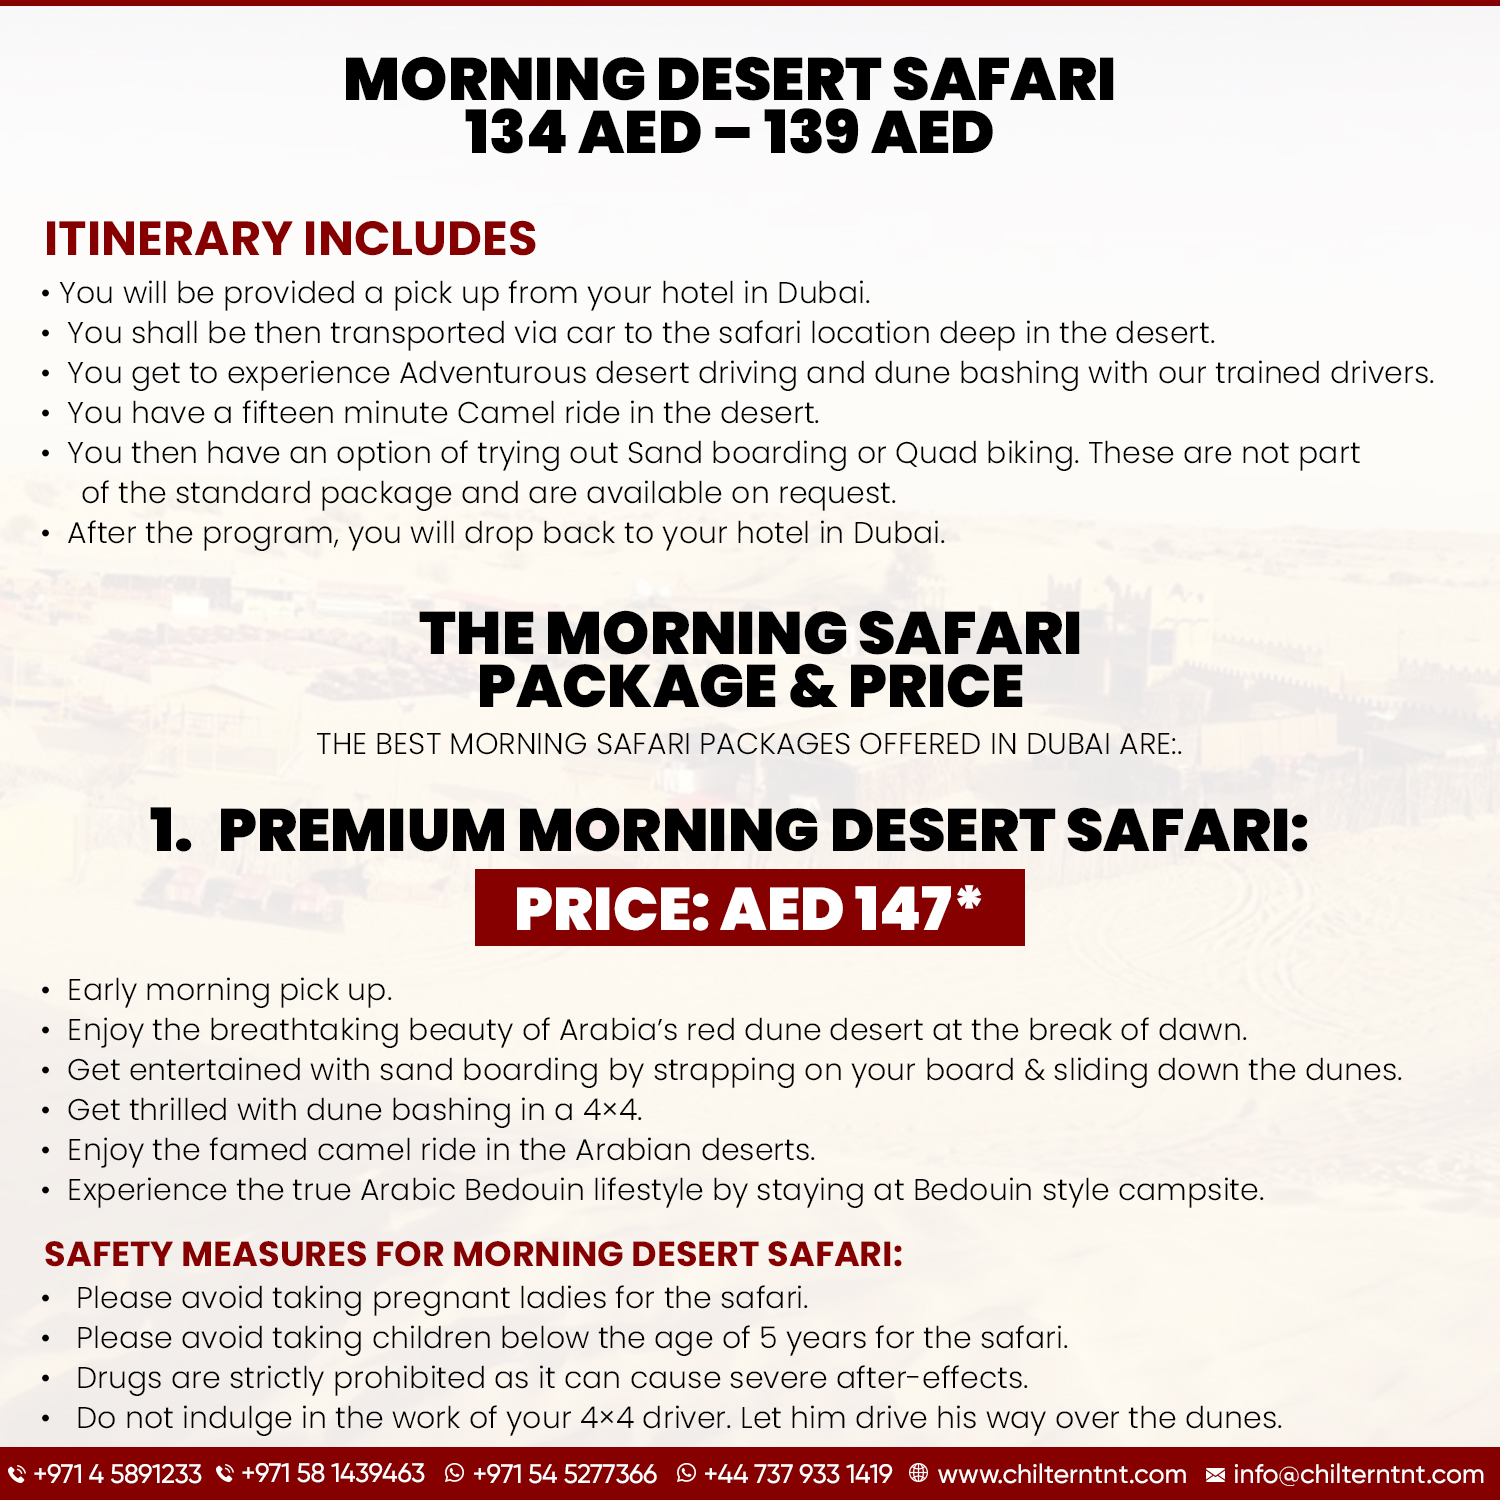 MORNING DESERT SAFARI
134 AED – 139 AED
ITINERARY INCLUDES
• You will be provided a pick up from your hotel in Dubai.
• You shall be then transported via car to the safari location deep in the desert.
• You get to experience Adventurous desert driving and dune bashing with our trained drivers.
• You have a fifteen minute Camel ride in the desert.
• You then have an option of trying out Sand boarding or Quad biking. These are not part
of the standard package and are available on request.
• After the program, you will drop back to your hotel in Dubai.
THE MORNING SAFARI
PACKAGE & PRICE
THE BEST MORNING SAFARI PACKAGES OFFERED IN DUBAI ARE:.
1. PREMIUM MORNING DESERT SAFARI:
PRICE: AED 147*
• Early morning pick up.
• Enjoy the breathtaking beauty of Arabia’s red dune desert at the break of dawn.
• Get entertained with sand boarding by strapping on your board & sliding down the dunes.
• Get thrilled with dune bashing in a 4×4.
• Enjoy the famed camel ride in the Arabian deserts.
• Experience the true Arabic Bedouin lifestyle by staying at Bedouin style campsite.
SAFETY MEASURES FOR MORNING DESERT SAFARI:
• Please avoid taking pregnant ladies for the safari.
• Please avoid taking children below the age of 5 years for the safari.
• Drugs are strictly prohibited as it can cause severe after-effects.
• Do not indulge in the work of your 4×4 driver. Let him drive his way over the dunes.
+971 4 5891233 +971 58 1439463 +971 54 5277366 +44 737 933 1419 www.chilterntnt.com info@chilterntnt.com